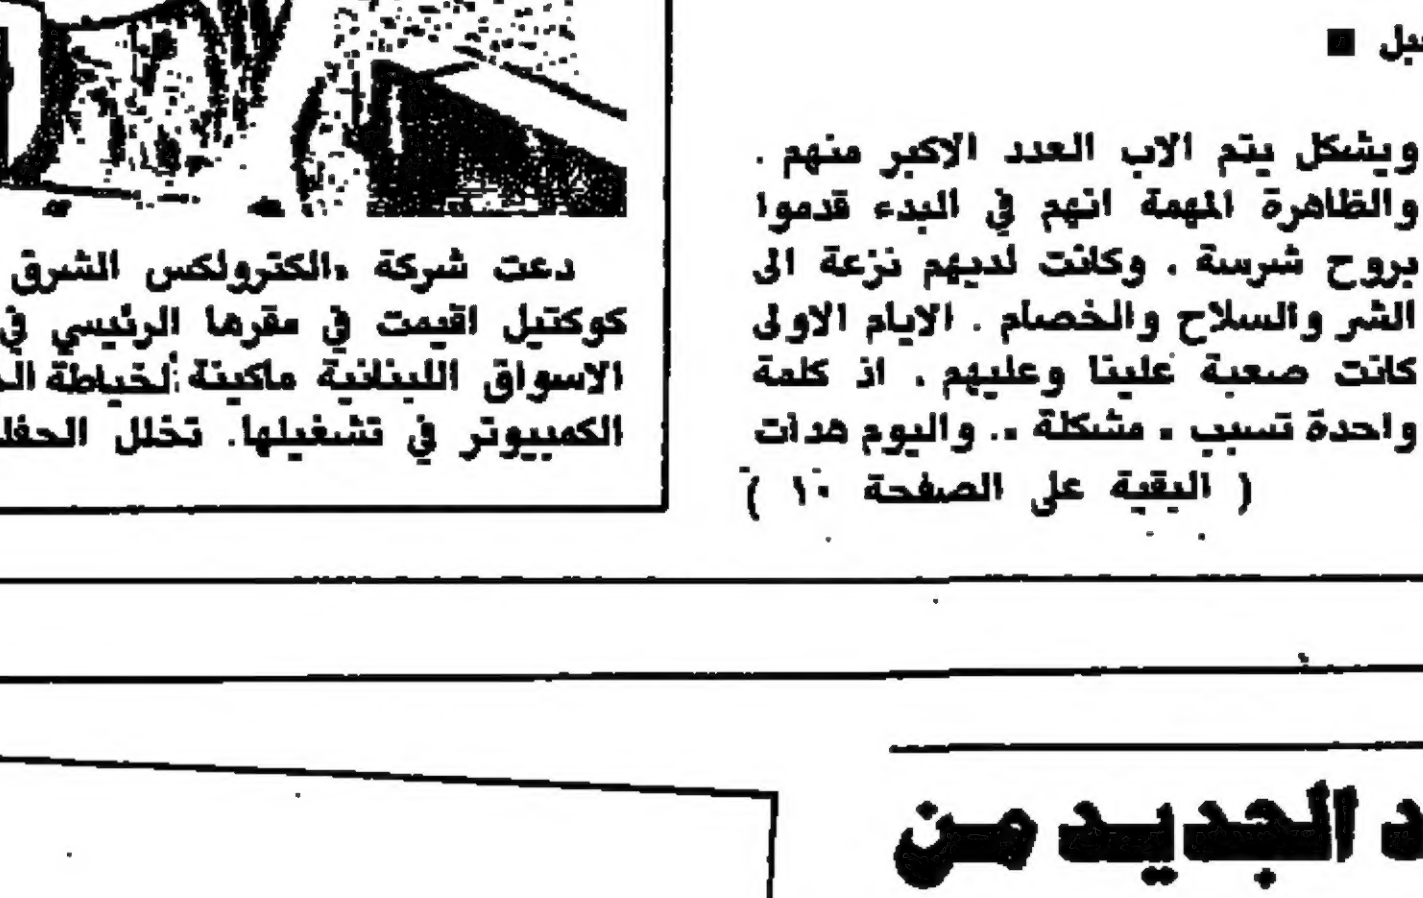 ويشكل يتم الاب العدد الاكبر منهم .
والظاهرة المهمة انهم في البدء قدموا
بروح شرسة . وكانت لديهم نزعة الى
الشر والسلاح والخصام . الايام الاولى
كانت صعبة علينا وعليهم . اذ كلمة
واحدة تسبب « مشكلة » . واليوم هدات
( البقية على الصفحة ١٠ )
دعت شركة «الكترولكس الشرق
كوكتيل اقيمت في مقرها الرئيسي في
الاسواق اللبنانية ماكينة لخياطة
الكمبيوتر في تشغيلها. تخلل
الجديد من